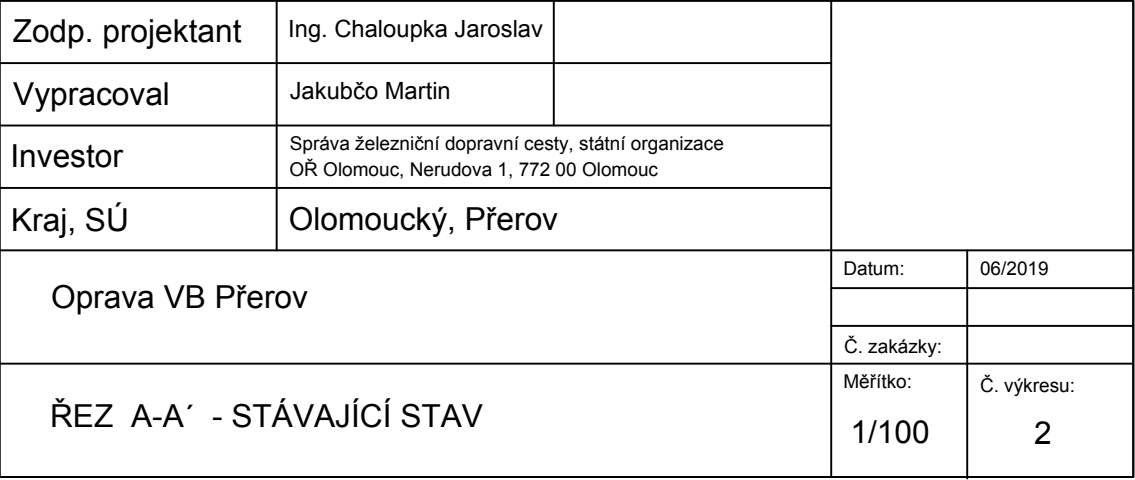 Zodp. projektant
Ing. Chaloupka Jaroslav
Vypracoval
Jakubčo Martin
Investor
Správa železniční dopravní cesty, státní organizace
OŘ Olomouc, Nerudova 1, 772 00 Olomouc
Kraj, SÚ
Olomoucký, Přerov
Oprava VB Přerov
Datum:
06/2019
Č. zakázky:
ŘEZ  A-A´  - STÁVAJÍCÍ STAV
Měřítko:
1/100
Č. výkresu:
2